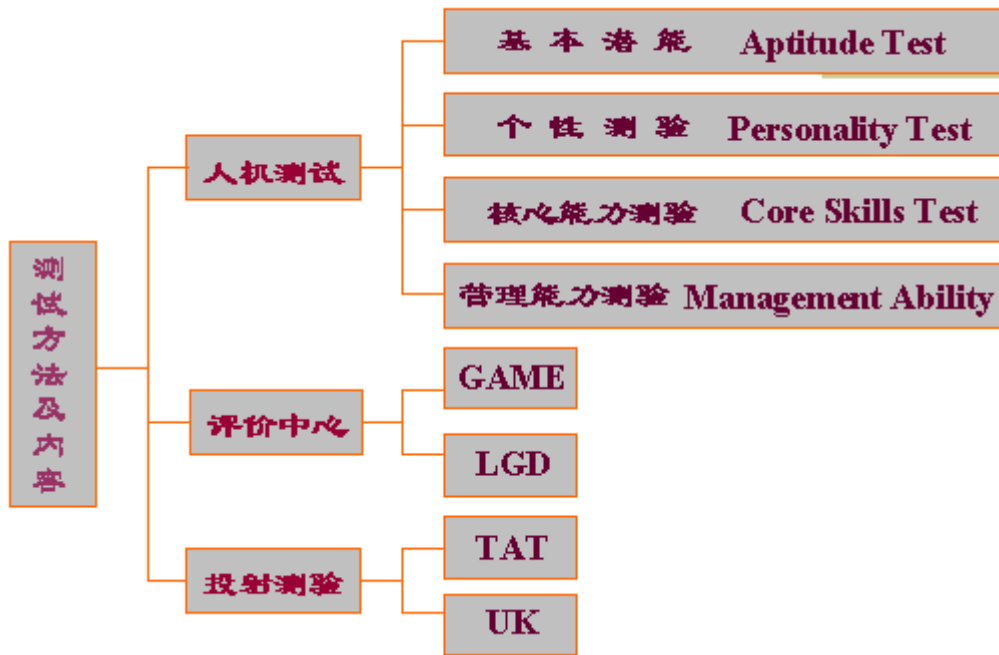 测试方法及内容
人机测试
基本潜能 Aptitude Test
个性测验 Personality Test
核心能力测验 Core Skills Test
管理能力测验 Management Ability
评价中心
GAME
LGD
投射测验
TAT
UK